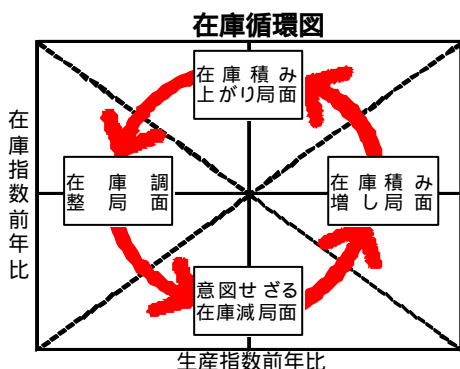 在庫循環図
在庫積み
上がり局面
在庫調
整局面
在庫積み
増し局面
意図せざる
在庫減局面
在庫指数前年比
生産指数前年比